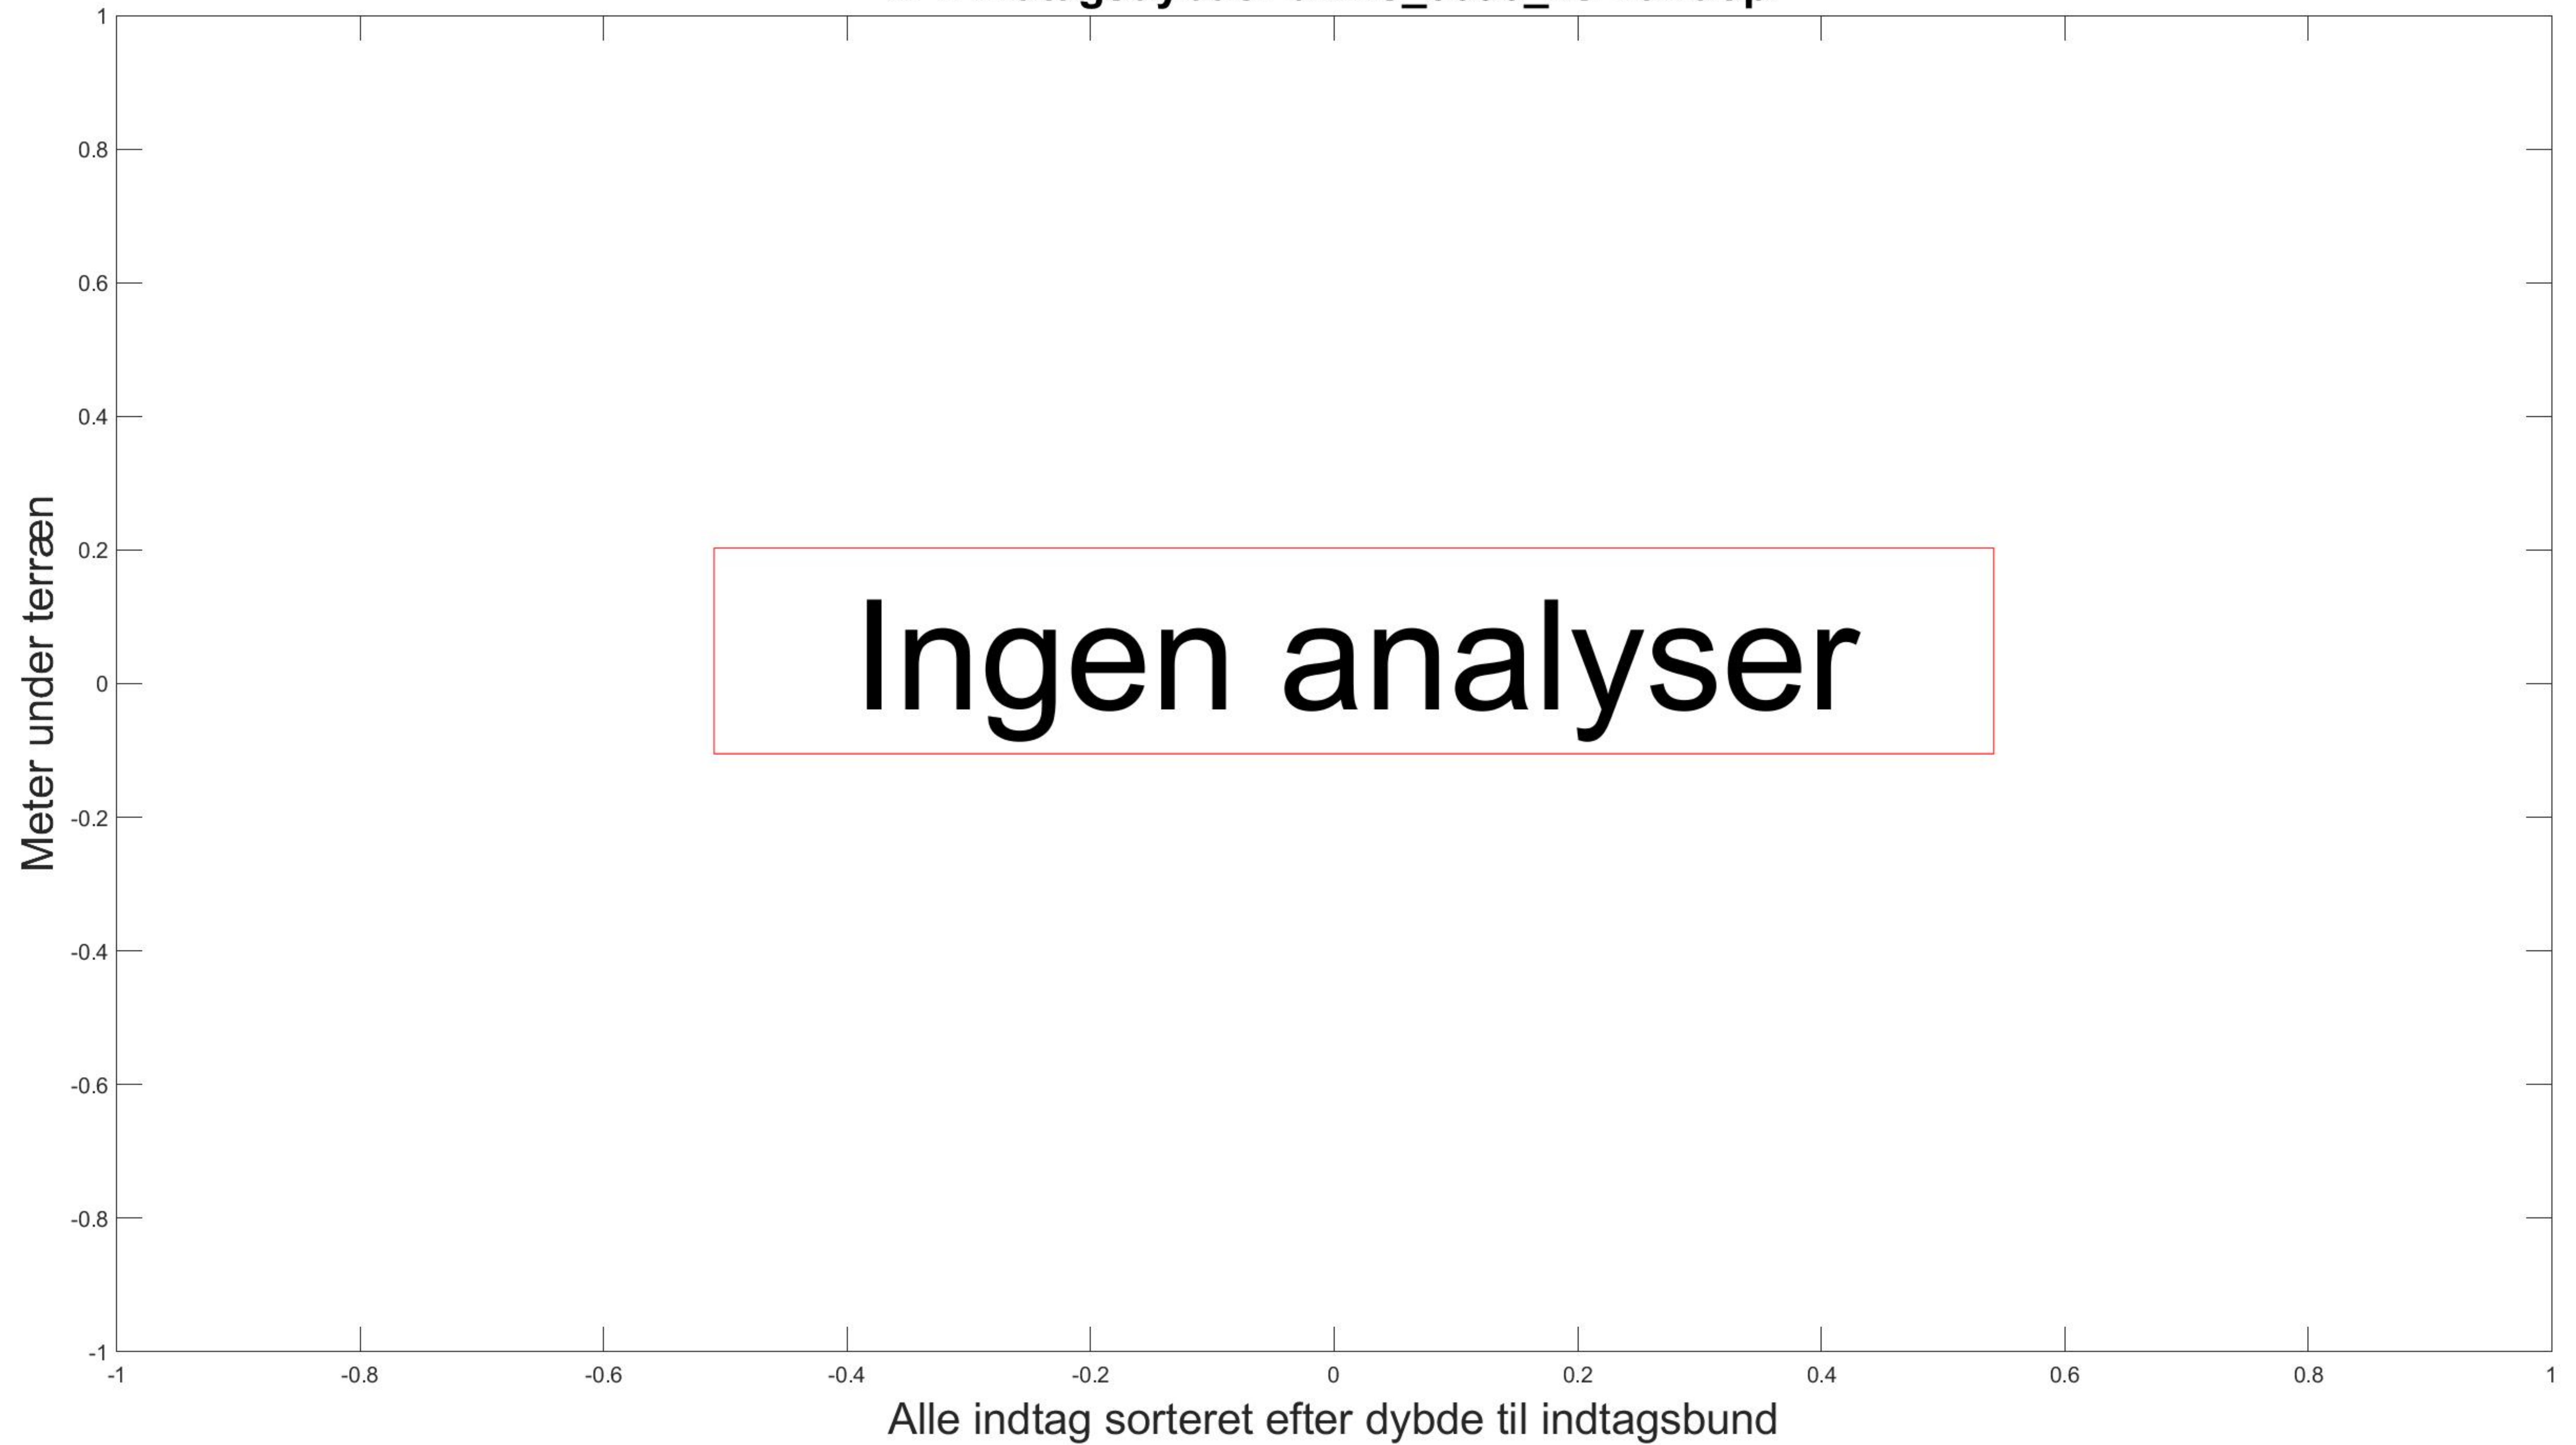 1
0.8
0.6
0.4
0.2
0
-0.2
-0.4
-0.6
-0.8
-1
Meter under terræn
Ingen analyser
-1 -0.8 -0.6 -0.4 -0.2 0 0.2 0.4 0.6 0.8 1
Alle indtag sorteret efter dybde til indtagsbund